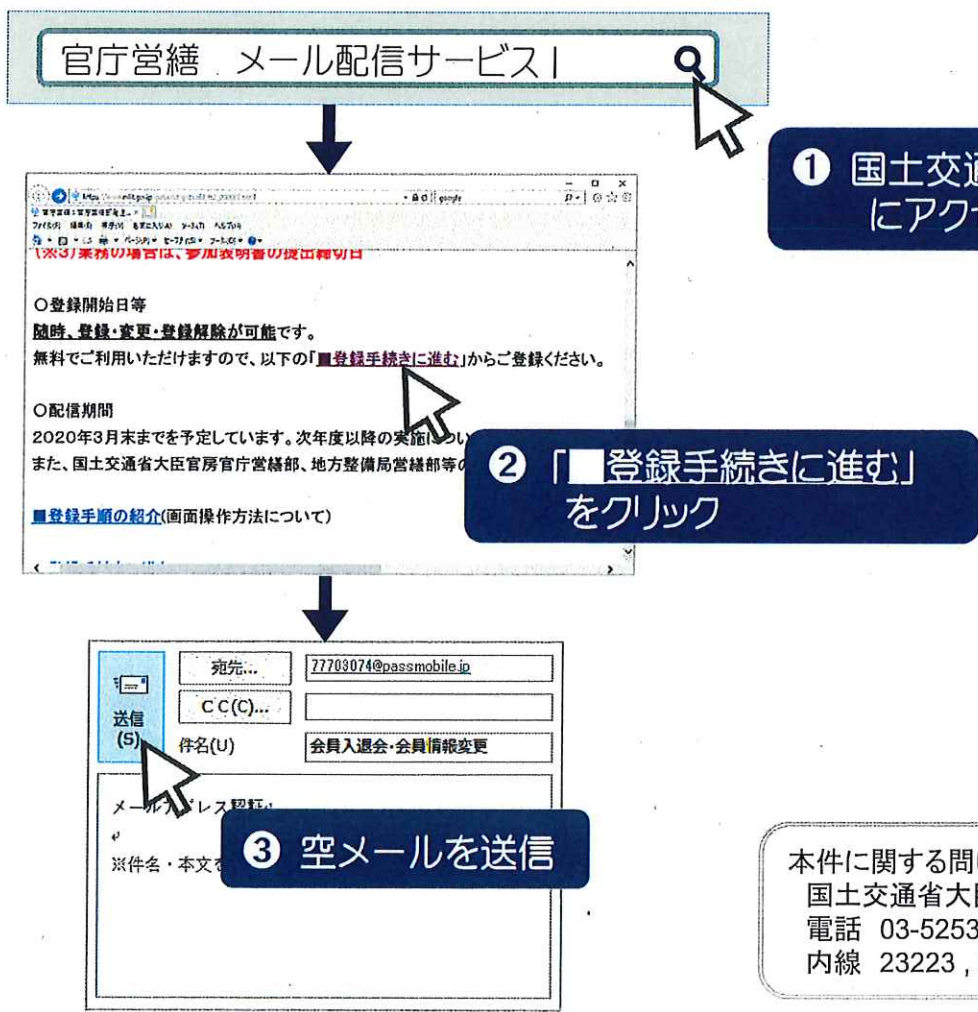 官庁営繕 メール配信サービス
❶ 国土交通
にアクセ
(※3)業務の場合は、参加表明書の提出締切日
○登録開始日等
随時、登録・変更・登録解除が可能です。
無料でご利用いただけますので、以下の「■登録手続きに進む」からご登録ください。
○配信期間
2020年3月末までを予定しています。次年度以降の実施につい
また、国土交通省大臣官房官庁営繕部、地方整備局営繕部等の
❷ 「■登録手続きに進む」
をクリック
■登録手順の紹介(画面操作方法について)
宛先... 77703074@passmobile.jp
CC(C)...
送信
(S)
件名(U) 会員入退会・会員情報変更
メールアドレス認証
※件名・本文を
❸ 空メールを送信
本件に関する問
国土交通省大
電話 03-5253
内線 23223 ,